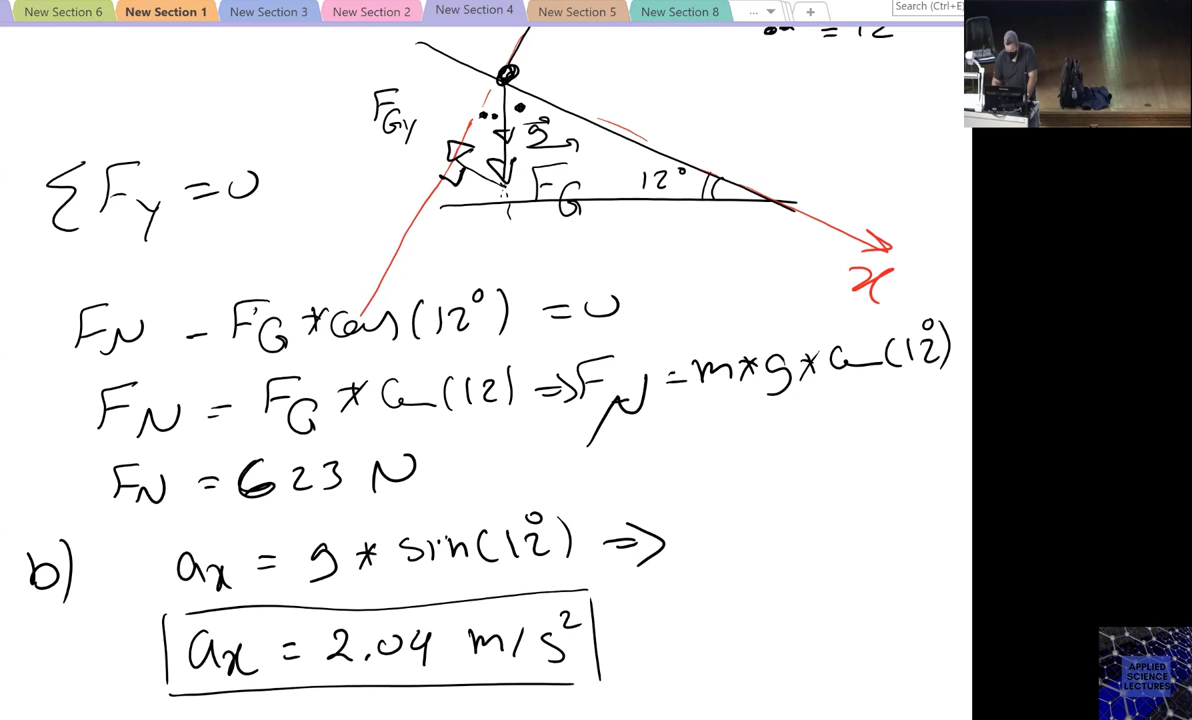 New Section 6 New Section 1 New Section 3 New Section 2 New Section 4 New Section 5 New Section 8 ... + Search (Ctrl+E
= 12
F_Gy
g
F_G
12°
ΣF_y = 0
x
F_N - F_G * cos(12°) = 0
F_N = F_G * cos(12) ⇒ F_N = m * g * cos(12°)
F_N = 623 N
b) a_x = g * sin(12°) ⇒
a_x = 2.04 m/s²
APPLIED
SCIENCE
LECTURES